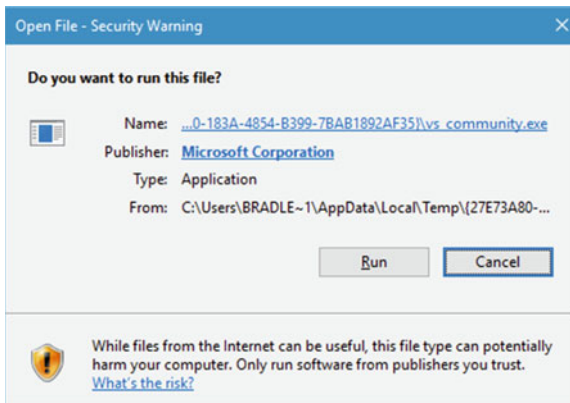 Open File - Security Warning
Do you want to run this file?
Name: ...0-183A-4854-B399-7BAB1892AF35}\vs_community.exe
Publisher: Microsoft Corporation
Type: Application
From: C:\Users\BRADLE~1\AppData\Local\Temp\{27E73A80-...
Run Cancel
While files from the Internet can be useful, this file type can potentially
harm your computer. Only run software from publishers you trust.
What's the risk?